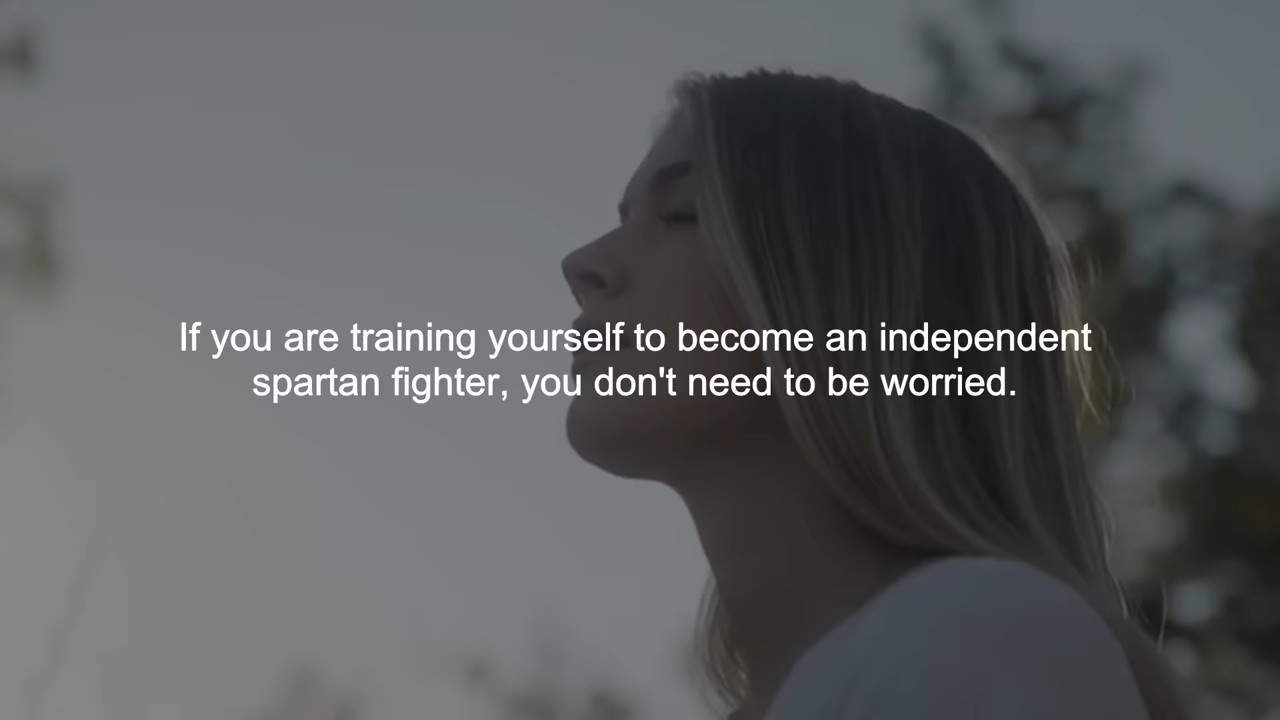 If you are training yourself to become an independent
spartan fighter, you don't need to be worried.